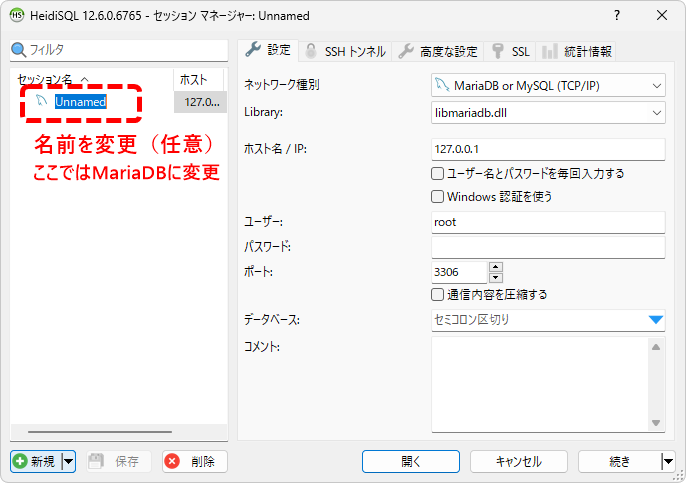 HeidiSQL 12.6.0.6765 - セッション マネージャー: Unnamed
フィルタ
セッション名 ホスト
Unnamed 127.0...
名前を変更（任意）
ここではMariaDBに変更
設定 SSH トンネル 高度な設定 SSL 統計情報
ネットワーク種別 MariaDB or MySQL (TCP/IP)
Library: libmariadb.dll
ホスト名 / IP: 127.0.0.1
ユーザー名とパスワードを毎回入力する
Windows 認証を使う
ユーザー: root
パスワード:
ポート: 3306
通信内容を圧縮する
データベース: セミコロン区切り
コメント:
新規 保存 削除 開く キャンセル 続き